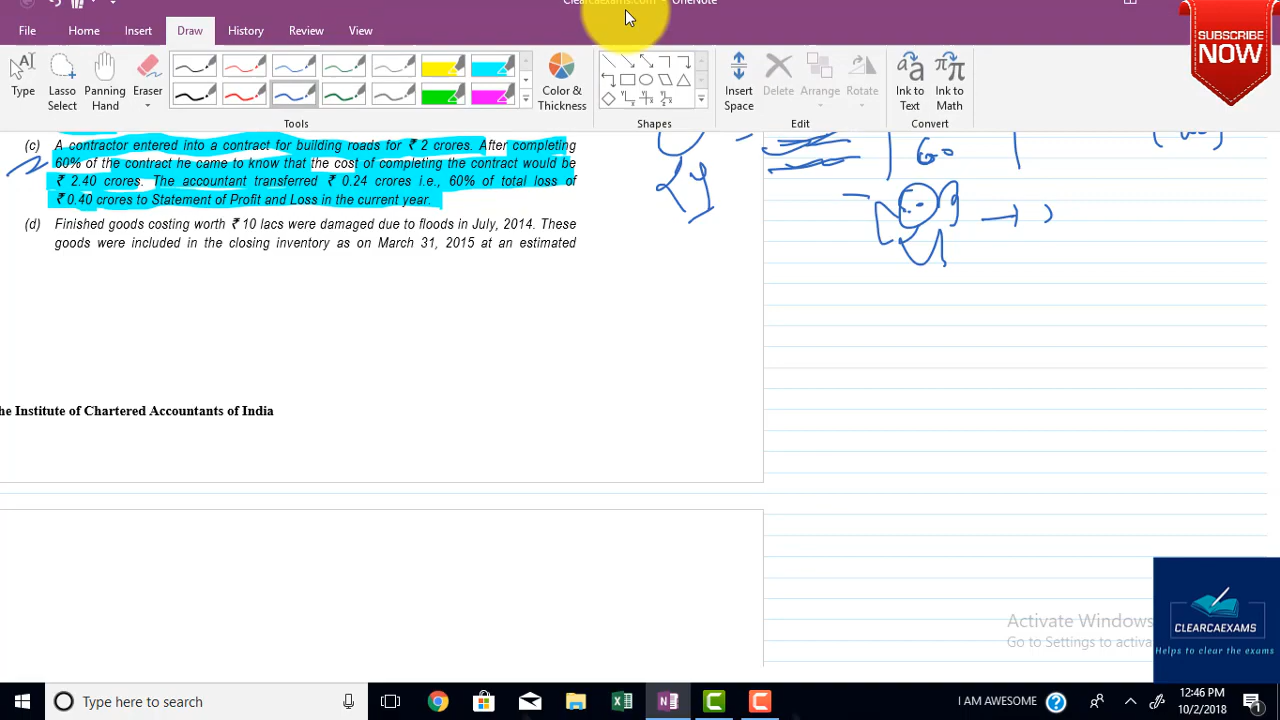 Clearcaexams.com - OneNote
File
Home
Insert
Draw
History
Review
View
SUBSCRIBE
NOW
Type
Lasso
Select
Panning
Hand
Eraser
Color &
Thickness
Insert
Space
Delete
Arrange
Rotate
Ink to
Text
Ink to
Math
Tools
Shapes
Edit
Convert
(c) A contractor entered into a contract for building roads for ₹ 2 crores. After completing
60% of the contract he came to know that the cost of completing the contract would be
₹ 2.40 crores. The accountant transferred ₹ 0.24 crores i.e., 60% of total loss of
₹ 0.40 crores to Statement of Profit and Loss in the current year.
(d) Finished goods costing worth ₹ 10 lacs were damaged due to floods in July, 2014. These
goods were included in the closing inventory as on March 31, 2015 at an estimated
60
he Institute of Chartered Accountants of India
Activate Windows
Go to Settings to activa
CLEARCAEXAMS
Helps to clear the exams
Type here to search
I AM AWESOME
12:46 PM
10/2/2018
1